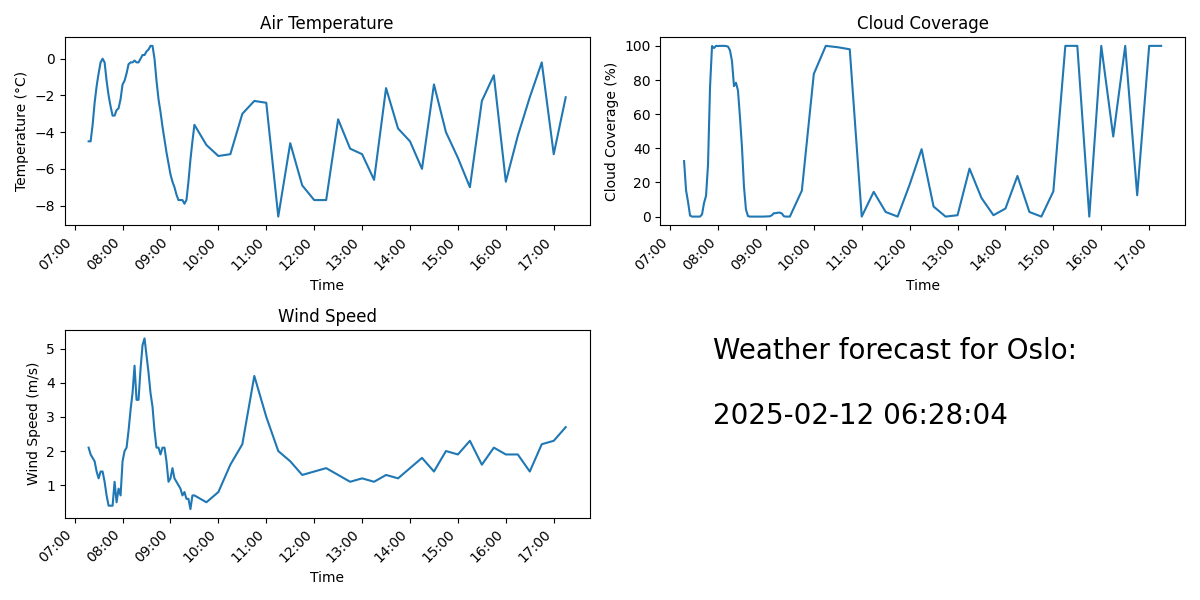 Air Temperature
Temperature (°C)
0
−2
−4
−6
−8
07:00 08:00 09:00 10:00 11:00 12:00 13:00 14:00 15:00 16:00 17:00
Time
Cloud Coverage
Cloud Coverage (%)
100
80
60
40
20
0
07:00 08:00 09:00 10:00 11:00 12:00 13:00 14:00 15:00 16:00 17:00
Time
Wind Speed
Wind Speed (m/s)
5
4
3
2
1
07:00 08:00 09:00 10:00 11:00 12:00 13:00 14:00 15:00 16:00 17:00
Time
Weather forecast for Oslo:
2025-02-12 06:28:04